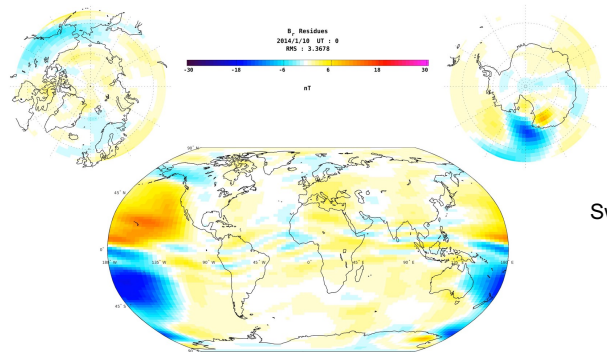 B_r Residues
2014/1/10 UT : 0
RMS : 3.3678
-30 -18 -6 6 18 30
nT
Sw
90° N
45° N
0°
180° W 135° W 90° W 45° W 0° 45° E 90° E 135° E 180° E
45° S